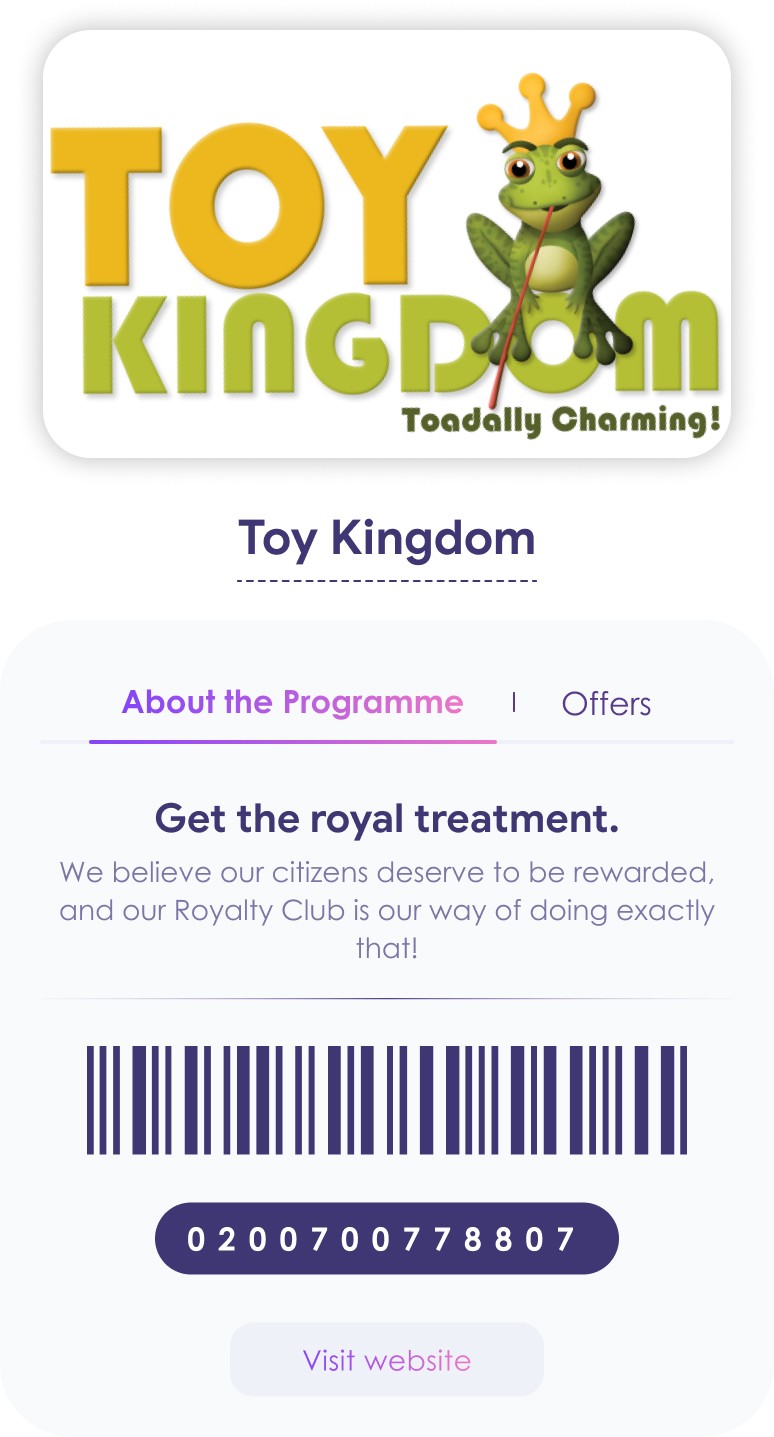 TOY
KINGDOM
Toadally Charming!
Toy Kingdom
About the Programme | Offers
Get the royal treatment.
We believe our citizens deserve to be rewarded,
and our Royalty Club is our way of doing exactly
that!
0200700778807
Visit website